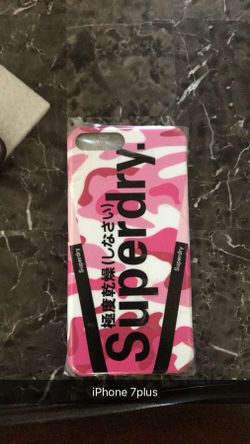 Superdry.
極度乾燥(しなさい)
Superdry
Superdry
iPhone 7plus